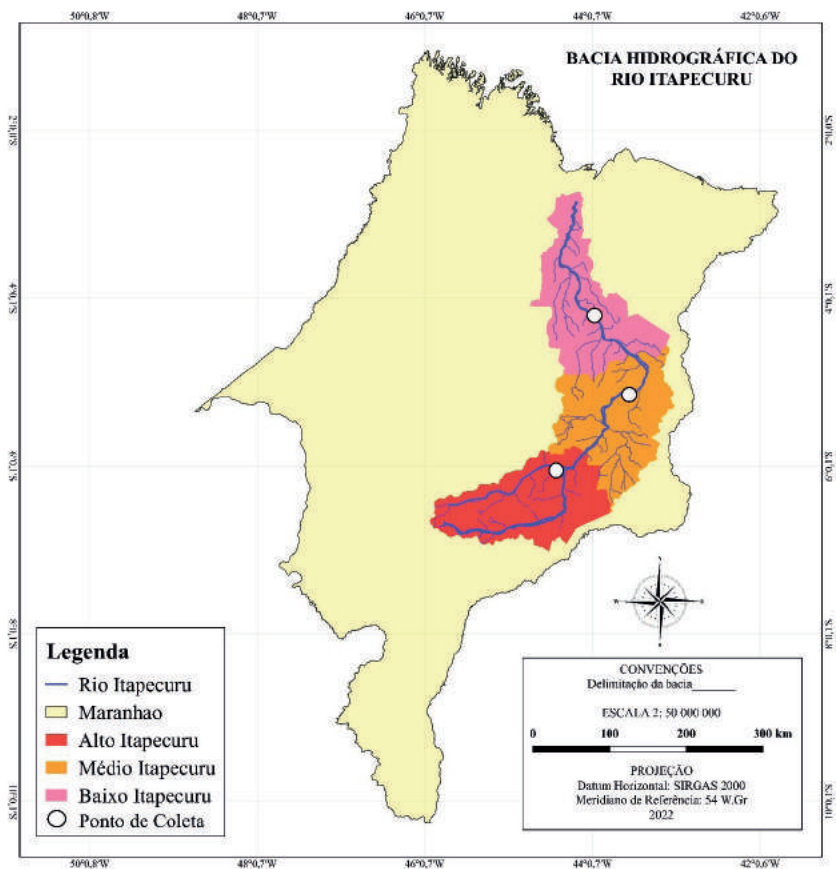 50°0,8'W 48°0,7'W 46°0,7'W 44°0,7'W 42°0,6'W
BACIA HIDROGRÁFICA DO
RIO ITAPECURU
2°0,0'S
4°0,1'S
6°0,1'S
8°0,1'S
10°0,1'S
Legenda
Rio Itapecuru
Maranhao
Alto Itapecuru
Médio Itapecuru
Baixo Itapecuru
Ponto de Coleta
CONVENÇÕES
Delimitação da bacia________
ESCALA 2: 50 000 000
0 100 200 300 km
PROJEÇÃO
Datum Horizontal: SIRGAS 2000
Meridiano de Referência: 54 W.Gr
2022
2°0,0'S
4°0,1'S
6°0,1'S
8°0,1'S
10°0,1'S
50°0,8'W 48°0,7'W 46°0,7'W 44°0,7'W 42°0,6'W